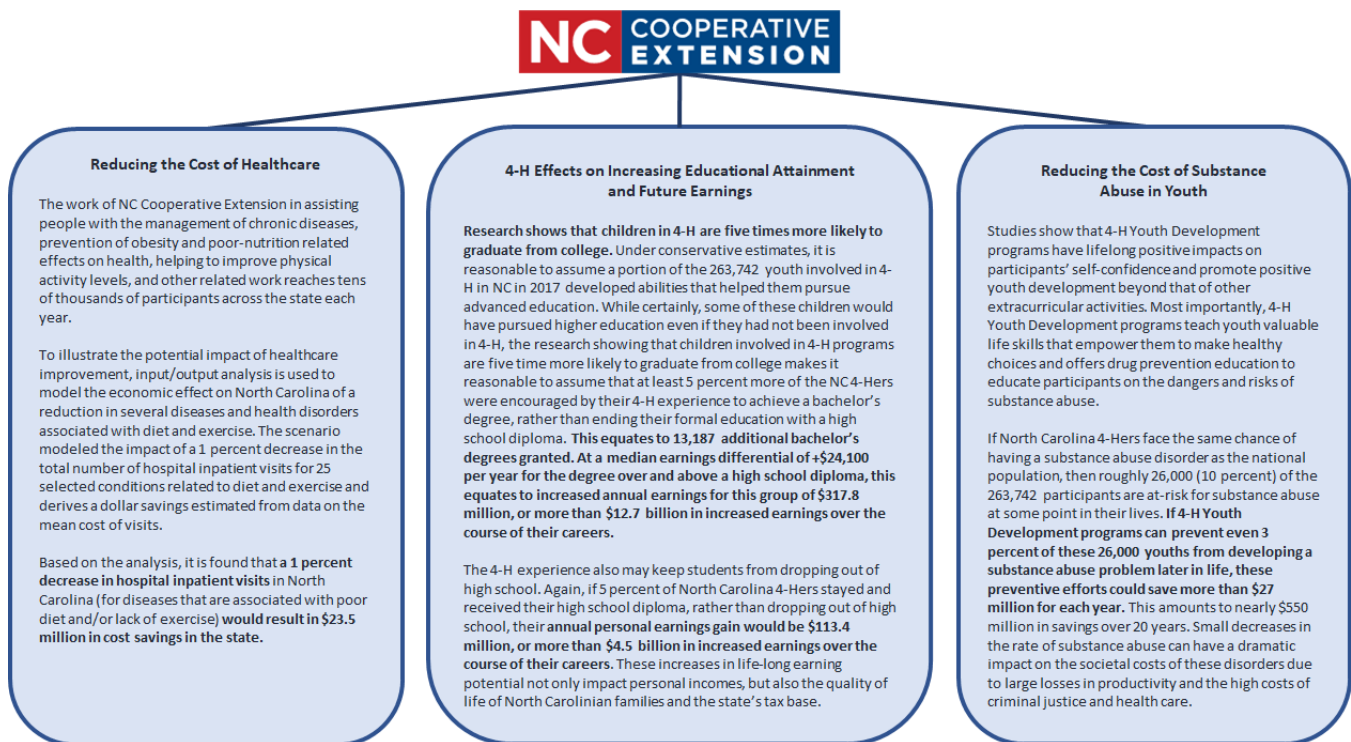 NC COOPERATIVE
EXTENSION
Reducing the Cost of Healthcare
The work of NC Cooperative Extension in assisting
people with the management of chronic diseases,
prevention of obesity and poor-nutrition related
effects on health, helping to improve physical
activity levels, and other related work reaches tens
of thousands of participants across the state each
year.
To illustrate the potential impact of healthcare
improvement, input/output analysis is used to
model the economic effect on North Carolina of a
reduction in several diseases and health disorders
associated with diet and exercise. The scenario
modeled the impact of a 1 percent decrease in the
total number of hospital inpatient visits for 25
selected conditions related to diet and exercise and
derives a dollar savings estimated from data on the
mean cost of visits.
Based on the analysis, it is found that a 1 percent
decrease in hospital inpatient visits in North
Carolina (for diseases that are associated with poor
diet and/or lack of exercise) would result in $23.5
million in cost savings in the state.
4-H Effects on Increasing Educational Attainment
and Future Earnings
Research shows that children in 4-H are five times more likely to
graduate from college. Under conservative estimates, it is
reasonable to assume a portion of the 263,742 youth involved in 4-
H in NC in 2017 developed abilities that helped them pursue
advanced education. While certainly, some of these children would
have pursued higher education even if they had not been involved
in 4-H, the research showing that children involved in 4-H programs
are five time more likely to graduate from college makes it
reasonable to assume that at least 5 percent more of the NC 4-Hers
were encouraged by their 4-H experience to achieve a bachelor's
degree, rather than ending their formal education with a high
school diploma. This equates to 13,187 additional bachelor's
degrees granted. At a median earnings differential of +$24,100
per year for the degree over and above a high school diploma, this
equates to increased annual earnings for this group of $317.8
million, or more than $12.7 billion in increased earnings over the
course of their careers.
The 4-H experience also may keep students from dropping out of
high school. Again, if 5 percent of North Carolina 4-Hers stayed and
received their high school diploma, rather than dropping out of high
school, their annual personal earnings gain would be $113.4
million, or more than $4.5 billion in increased earnings over the
course of their careers. These increases in life-long earning
potential not only impact personal incomes, but also the quality of
life of North Carolinian families and the state's tax base.
Reducing the Cost of Substance
Abuse in Youth
Studies show that 4-H Youth Development
programs have lifelong positive impacts on
participants' self-confidence and promote positive
youth development beyond that of other
extracurricular activities. Most importantly, 4-H
Youth Development programs teach youth valuable
life skills that empower them to make healthy
choices and offers drug prevention education to
educate participants on the dangers and risks of
substance abuse.
If North Carolina 4-Hers face the same chance of
having a substance abuse disorder as the national
population, then roughly 26,000 (10 percent) of the
263,742 participants are at-risk for substance abuse
at some point in their lives. If 4-H Youth
Development programs can prevent even 3
percent of these 26,000 youths from developing a
substance abuse problem later in life, these
preventive efforts could save more than $27
million for each year. This amounts to nearly $550
million in savings over 20 years. Small decreases in
the rate of substance abuse can have a dramatic
impact on the societal costs of these disorders due
to large losses in productivity and the high costs of
criminal justice and health care.